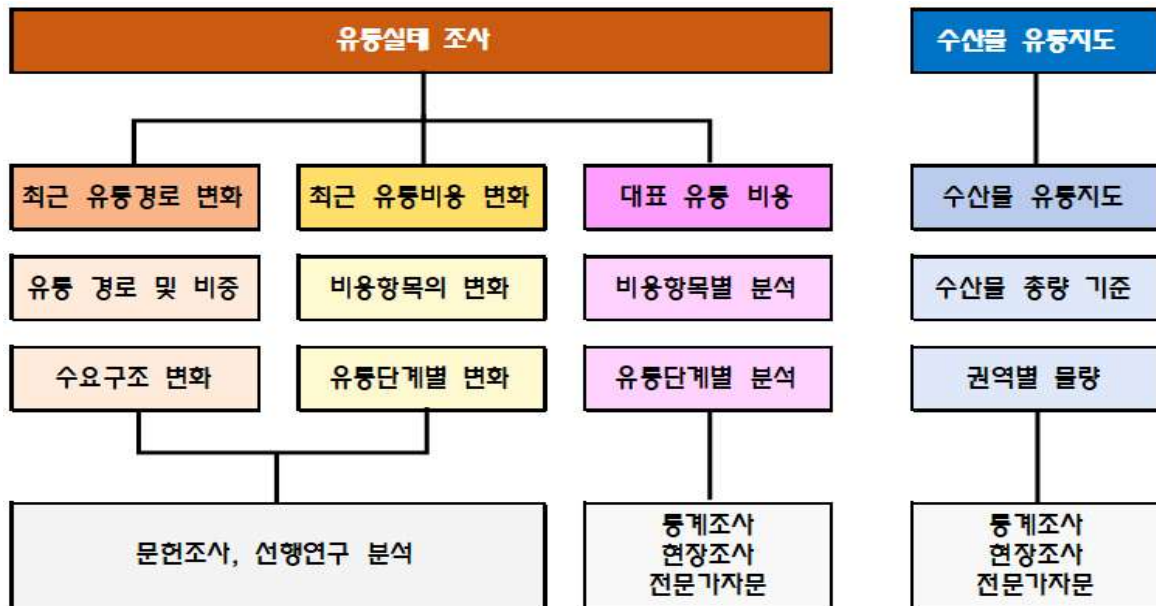 유통실태 조사
수산물 유통지도
최근 유통경로 변화
최근 유통비용 변화
대표 유통 비용
수산물 유통지도
유통 경로 및 비중
비용항목의 변화
비용항목별 분석
수산물 총량 기준
수요구조 변화
유통단계별 변화
유통단계별 분석
권역별 물량
문헌조사, 선행연구 분석
통계조사
현장조사
전문가자문
통계조사
현장조사
전문가자문